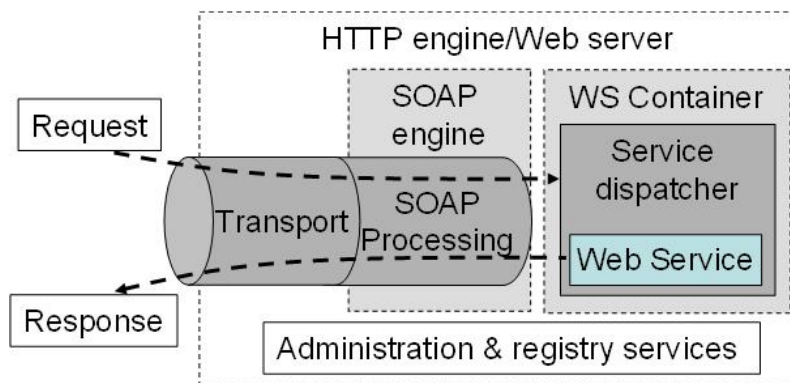 HTTP engine/Web server
SOAP
engine
WS Container
Request
Service
dispatcher
Transport
SOAP
Processing
Web Service
Response
Administration & registry services